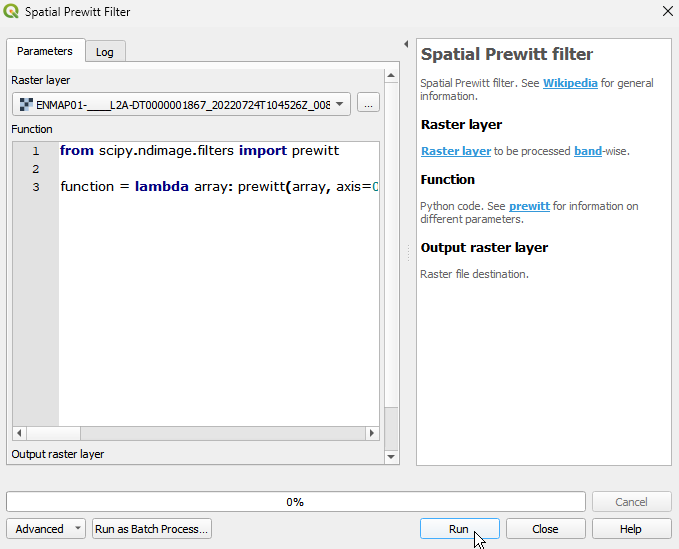 Spatial Prewitt Filter
Parameters
Log
Raster layer
ENMAP01-____L2A-DT0000001867_20220724T104526Z_008
...
Function
1 from scipy.ndimage.filters import prewitt
2
3 function = lambda array: prewitt(array, axis=0
Output raster layer
Spatial Prewitt filter
Spatial Prewitt filter. See Wikipedia for general
information.
Raster layer
Raster layer to be processed band-wise.
Function
Python code. See prewitt for information on
different parameters.
Output raster layer
Raster file destination.
0%
Cancel
Advanced
Run as Batch Process...
Run
Close
Help